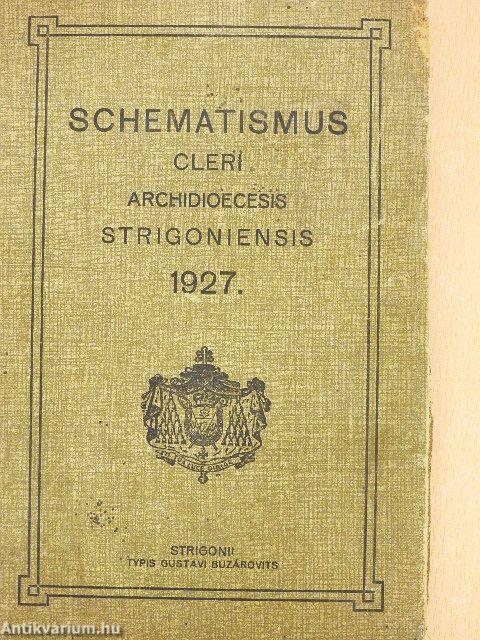 SCHEMATISMUS
CLERI
ARCHIDIOECESIS
STRIGONIENSIS
1927.
STRIGONII
TYPIS GUSTAVI BUZÁROVITS
Antikvarium.hu